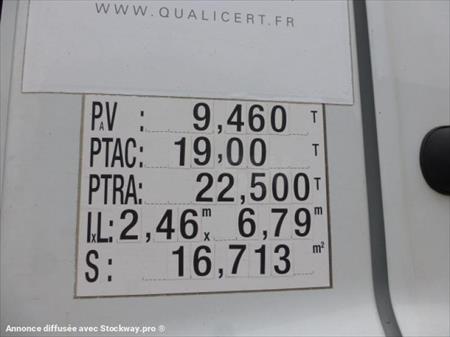 WWW.QUALICERT.FR
PAV : 9,460 T
PTAC: 19,00 T
PTRA: 22,500 T
lxL: 2,46 m x 6,79 m
S: 16,713 m²
Annonce diffusée avec Stockway.pro ®